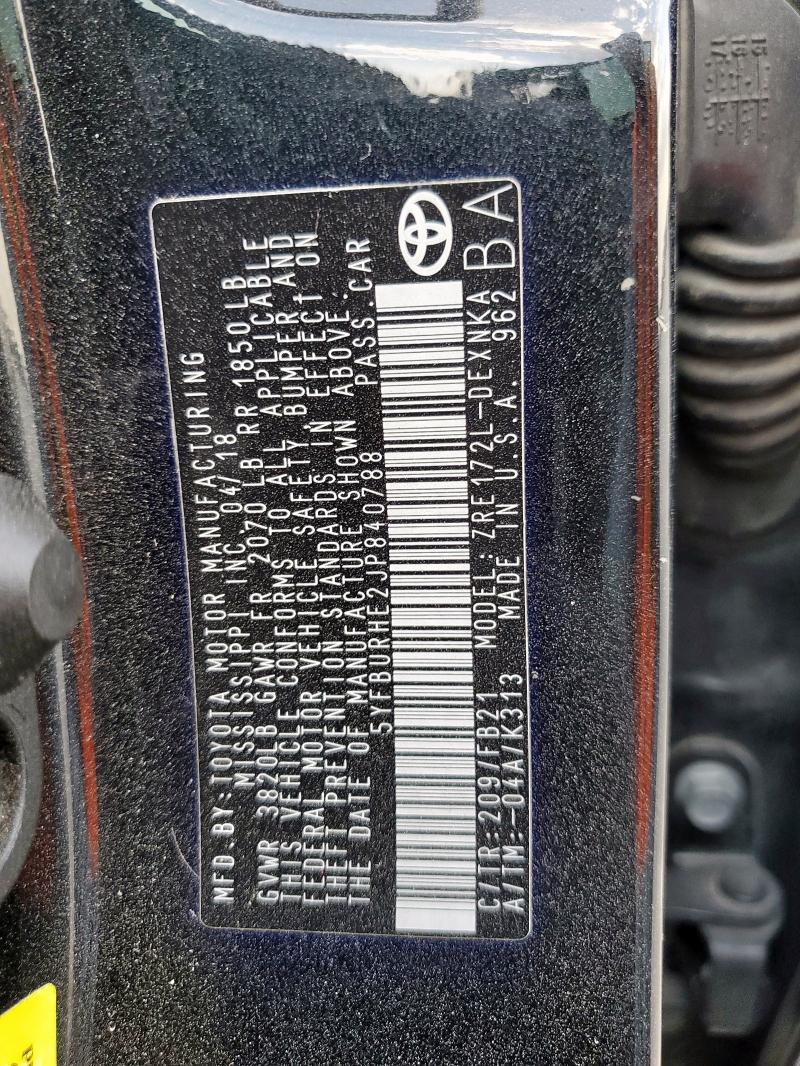 MFD.BY:TOYOTA MOTOR MANUFACTURING
MISSISSIPPI INC 04/18
GVWR 3820LB GAWR FR 2070LB RR 1850LB
THIS VEHICLE CONFORMS TO ALL APPLICABLE
FEDERAL MOTOR VEHICLE SAFETY BUMPER AND
THEFT PREVENTION STANDARDS IN EFFECT ON
THE DATE OF MANUFACTURE SHOWN ABOVE.
5YFBURHE2JP840788 PASS.CAR
C/TR:209/FB21 MODEL:ZRE172L-DEXNKA
A/TM:-04A/K313 MADE IN U.S.A. 962
BA